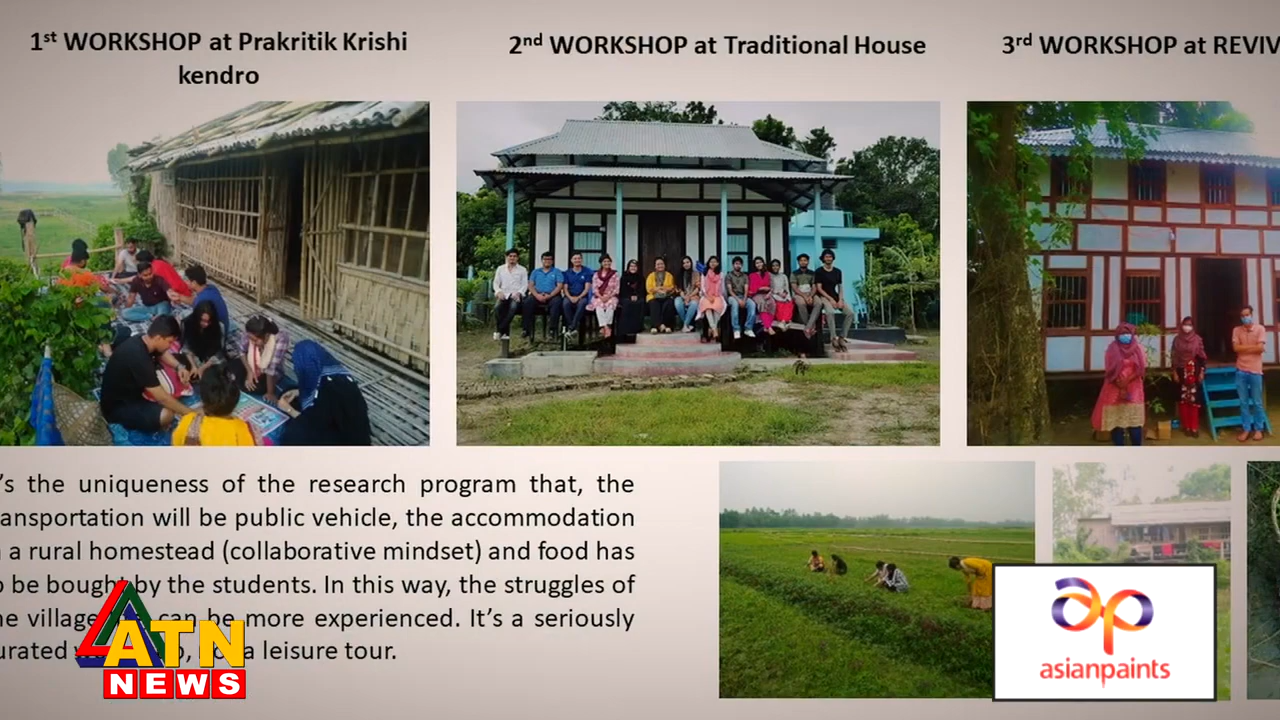 1st WORKSHOP at Prakritik Krishi
kendro
2nd WORKSHOP at Traditional House
3rd WORKSHOP at REVIV
's the uniqueness of the research program that, the
ansportation will be public vehicle, the accommodation
a rural homestead (collaborative mindset) and food has
be bought by the students. In this way, the struggles of
he village can be more experienced. It's a seriously
urated a leisure tour.
ATN
NEWS
ap
asianpaints